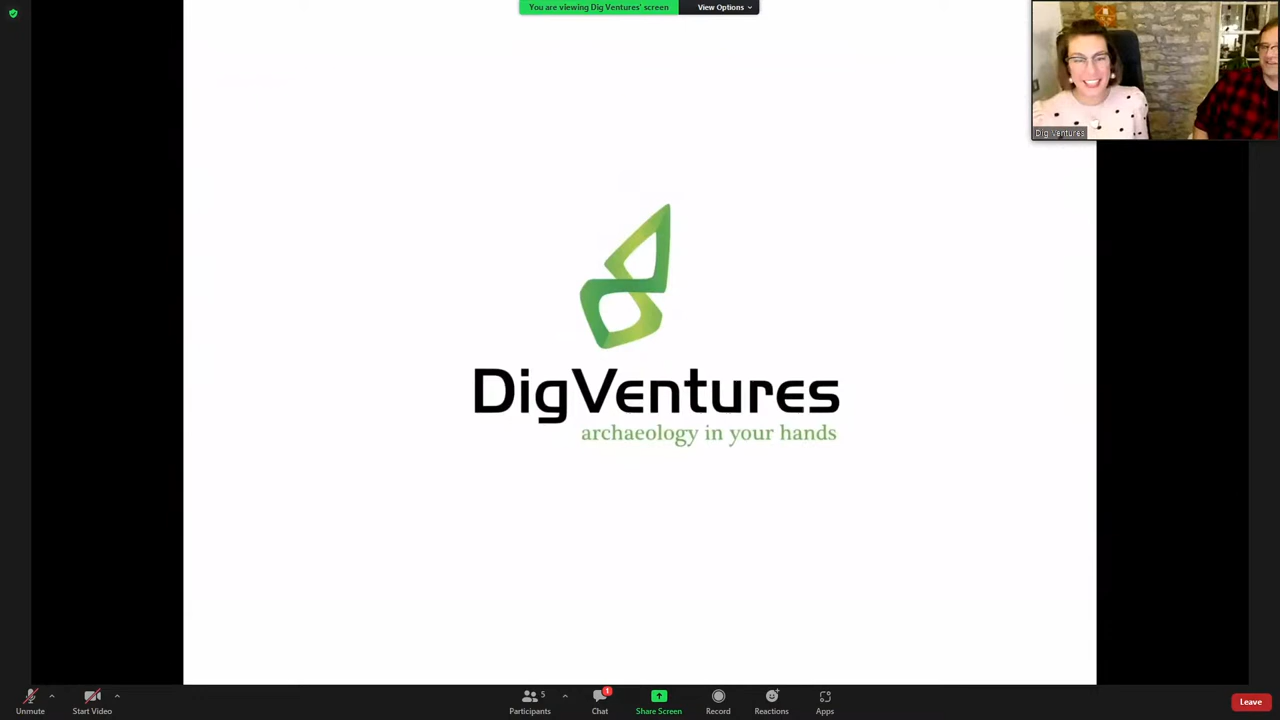 You are viewing Dig Ventures' screen
View Options
Dig Ventures
DigVentures
archaeology in your hands
Unmute
Start Video
5
Participants
1
Chat
Share Screen
Record
Reactions
Apps
Leave